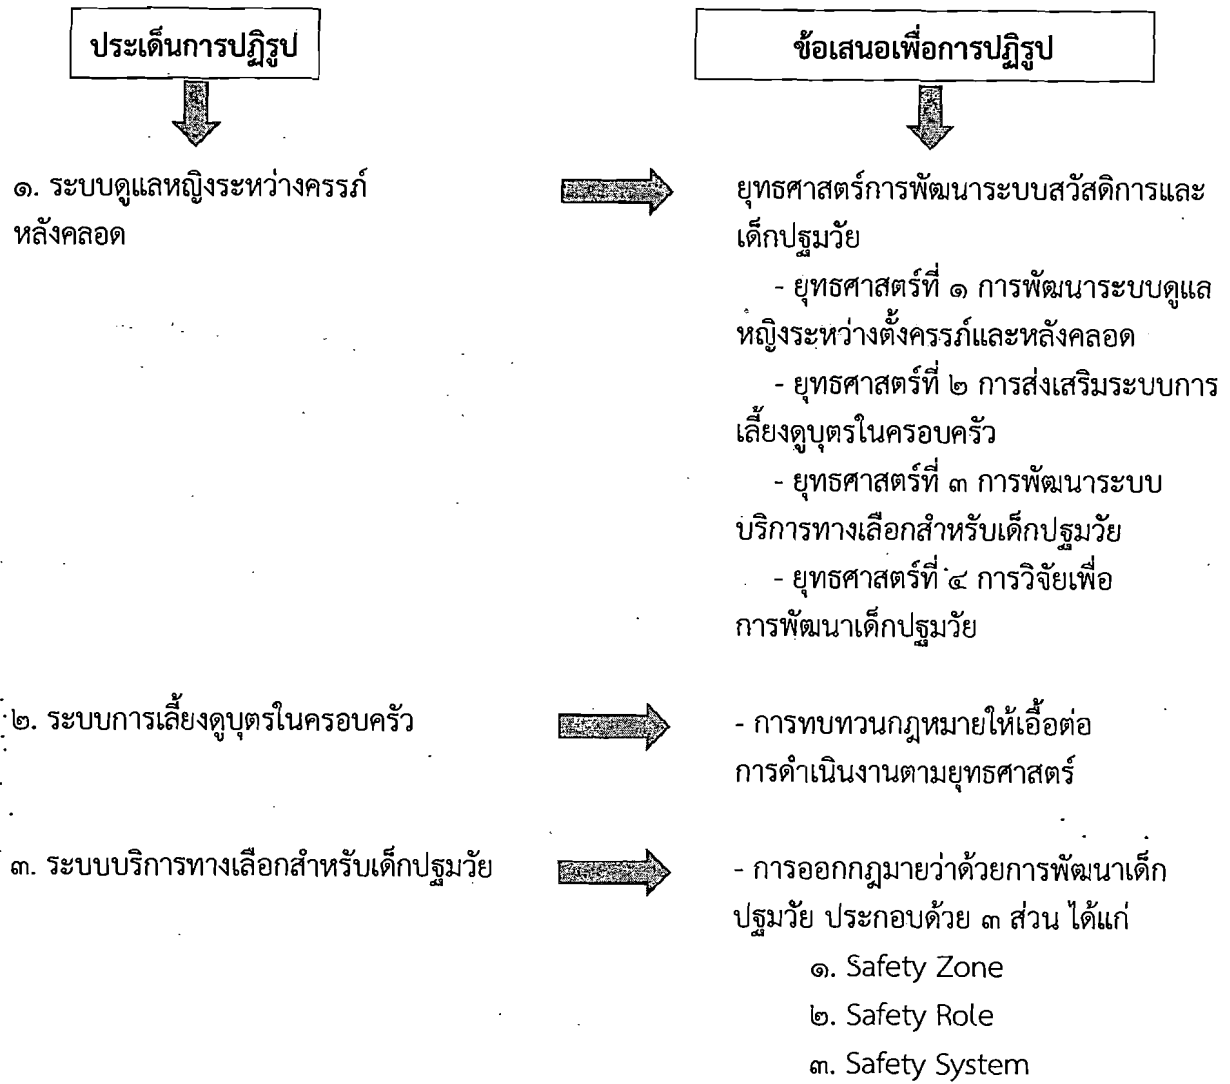 ประเด็นการปฏิรูป
ข้อเสนอเพื่อการปฏิรูป
๑. ระบบดูแลหญิงระหว่างครรภ์
หลังคลอด
ยุทธศาสตร์การพัฒนาระบบสวัสดิการและ
เด็กปฐมวัย
- ยุทธศาสตร์ที่ ๑ การพัฒนาระบบดูแล
หญิงระหว่างตั้งครรภ์และหลังคลอด
- ยุทธศาสตร์ที่ ๒ การส่งเสริมระบบการ
เลี้ยงดูบุตรในครอบครัว
- ยุทธศาสตร์ที่ ๓ การพัฒนาระบบ
บริการทางเลือกสำหรับเด็กปฐมวัย
- ยุทธศาสตร์ที่ ๔ การวิจัยเพื่อ
การพัฒนาเด็กปฐมวัย
๒. ระบบการเลี้ยงดูบุตรในครอบครัว
- การทบทวนกฎหมายให้เอื้อต่อ
การดำเนินงานตามยุทธศาสตร์
๓. ระบบบริการทางเลือกสำหรับเด็กปฐมวัย
- การออกกฎมายว่าด้วยการพัฒนาเด็ก
ปฐมวัย ประกอบด้วย ๓ ส่วน ได้แก่
๑. Safety Zone
๒. Safety Role
๓. Safety System